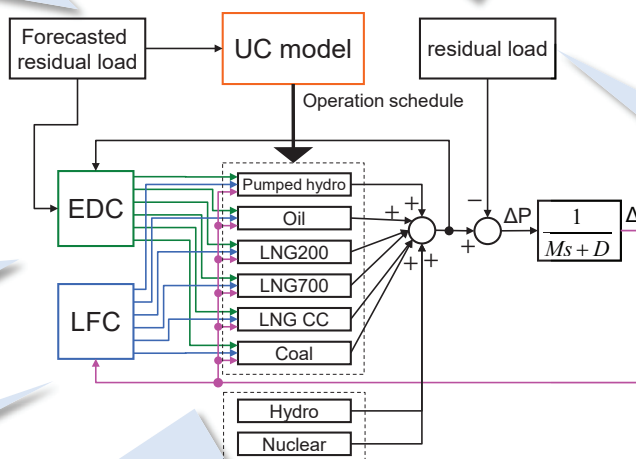 Forecasted
residual load
UC model
residual load
Operation schedule
EDC
Pumped hydro
Oil
LNG200
LNG700
LNG CC
Coal
LFC
Hydro
Nuclear
+
+
+
+
+
+
−
+
ΔP
1
Ms + D
Δ